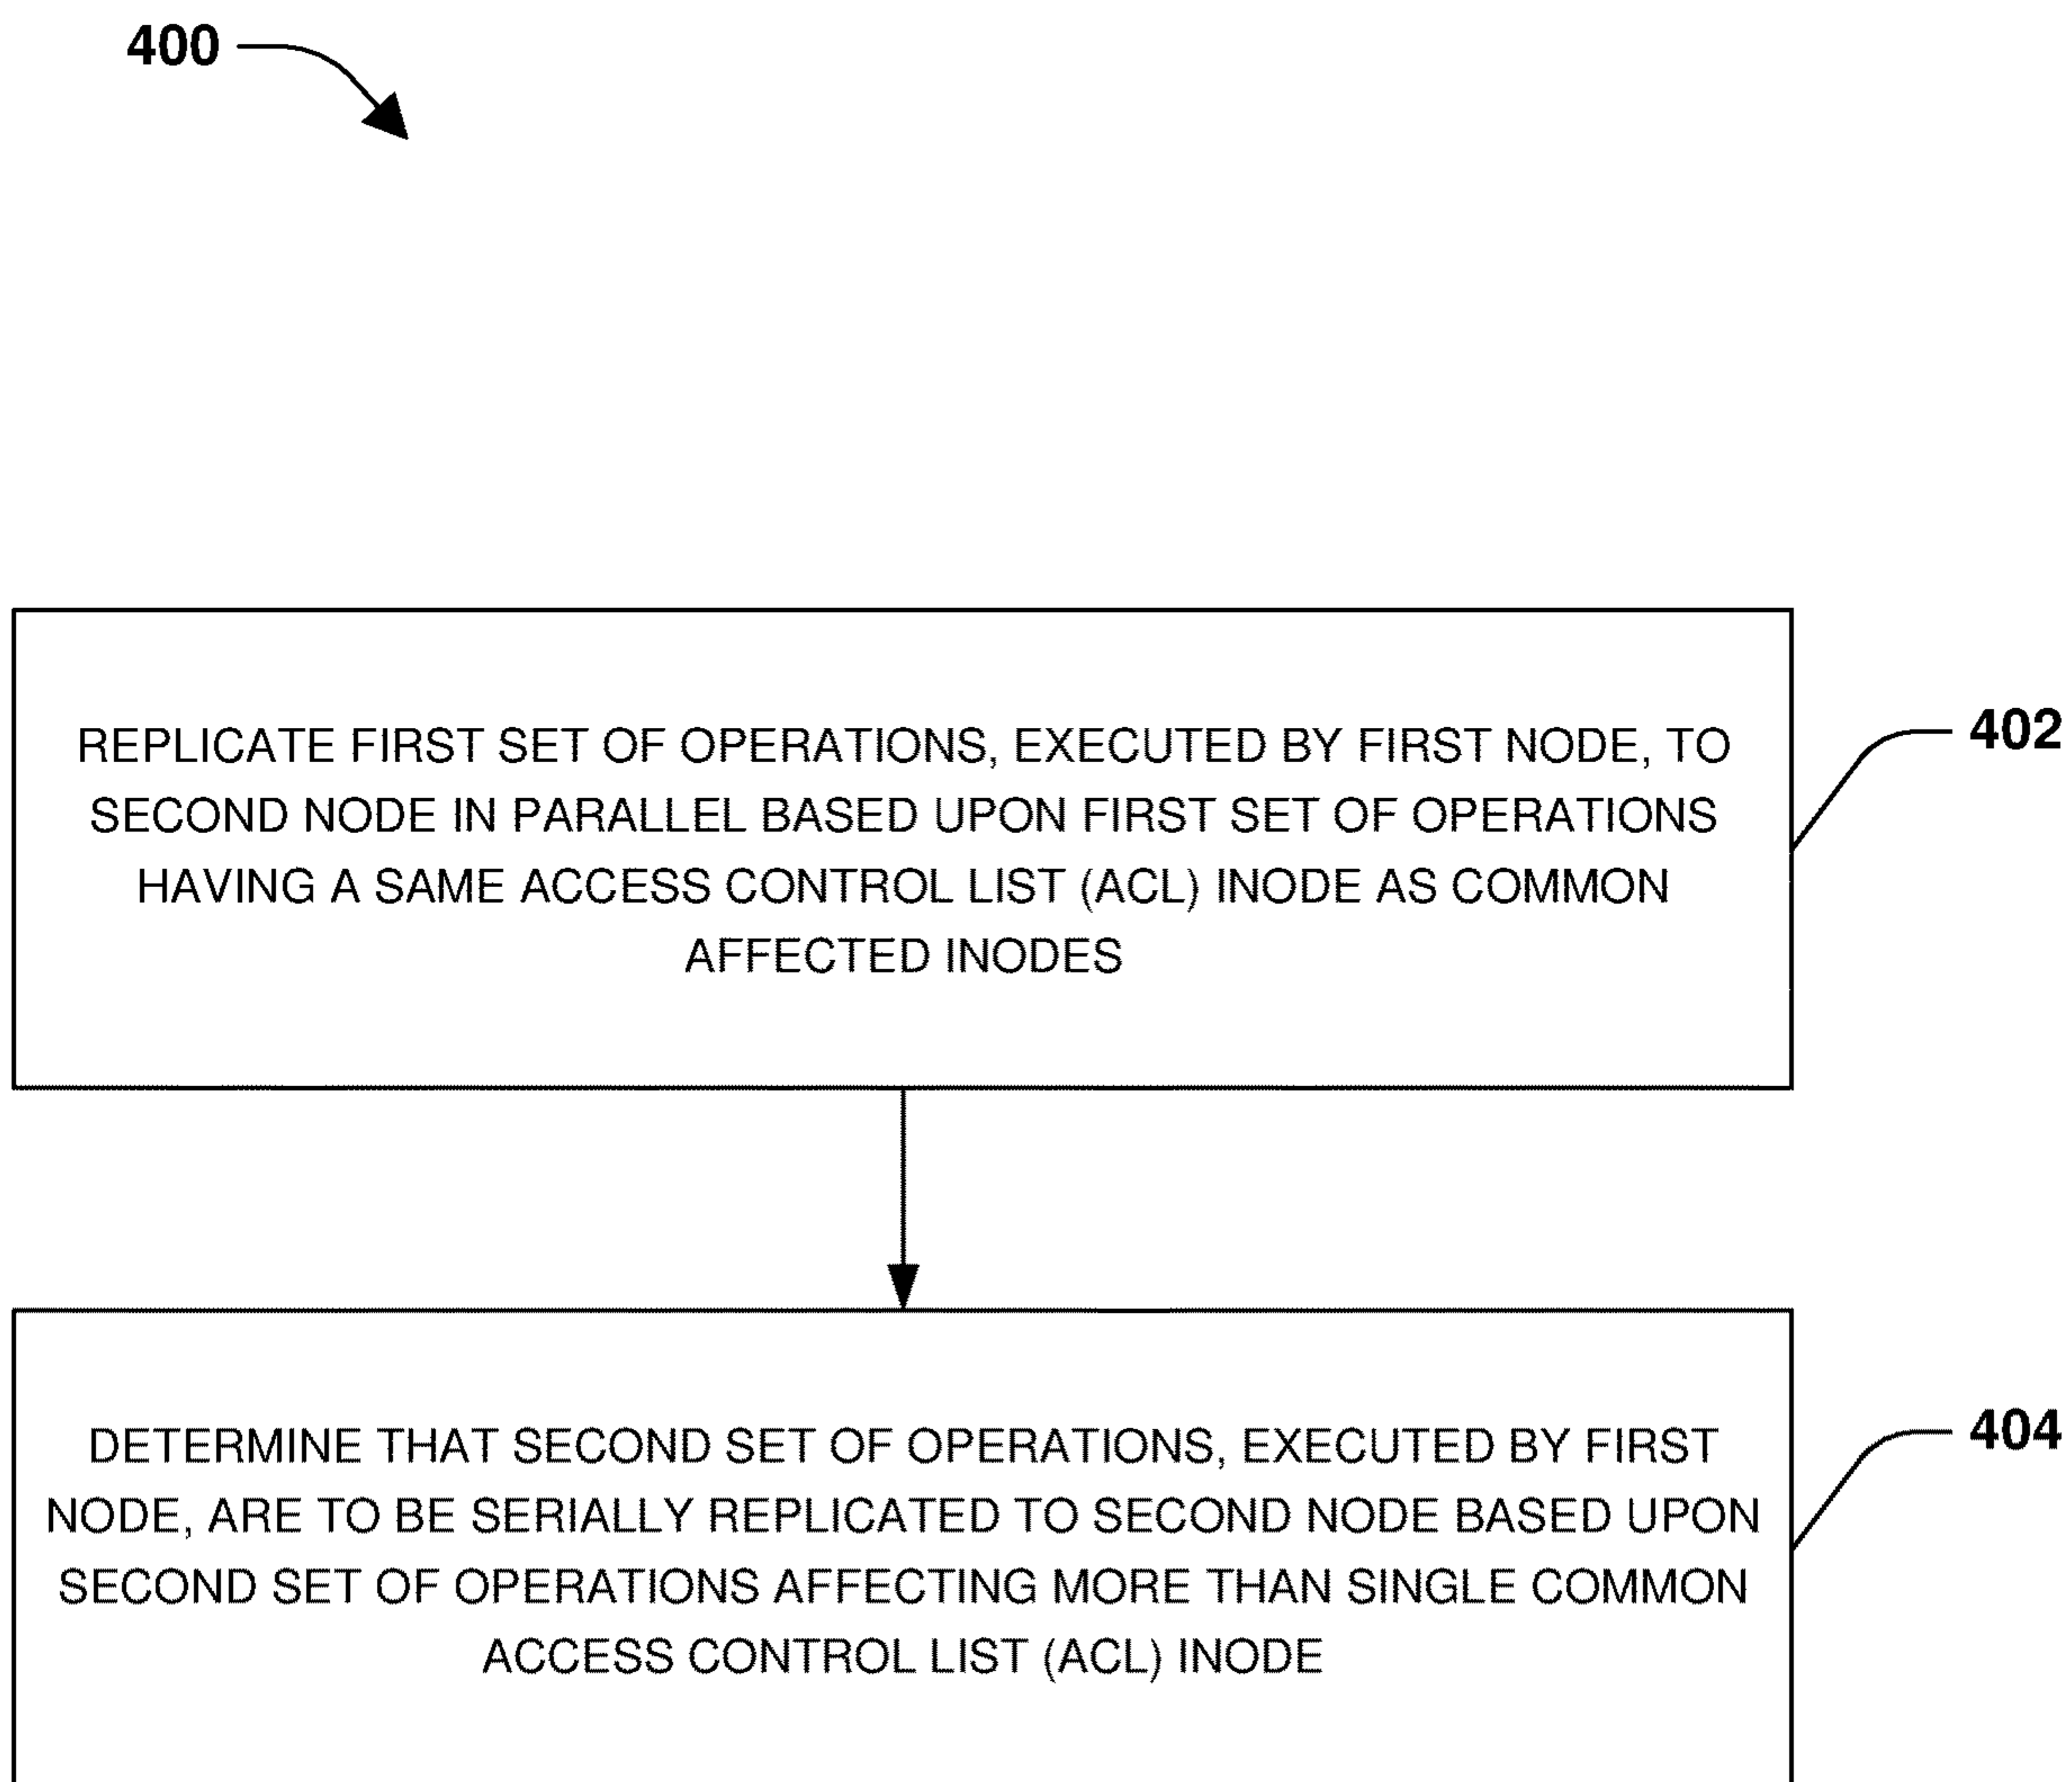 400
REPLICATE FIRST SET OF OPERATIONS, EXECUTED BY FIRST NODE, TO
SECOND NODE IN PARALLEL BASED UPON FIRST SET OF OPERATIONS
HAVING A SAME ACCESS CONTROL LIST (ACL) INODE AS COMMON
AFFECTED INODES
402
DETERMINE THAT SECOND SET OF OPERATIONS, EXECUTED BY FIRST
NODE, ARE TO BE SERIALLY REPLICATED TO SECOND NODE BASED UPON
SECOND SET OF OPERATIONS AFFECTING MORE THAN SINGLE COMMON
ACCESS CONTROL LIST (ACL) INODE
404